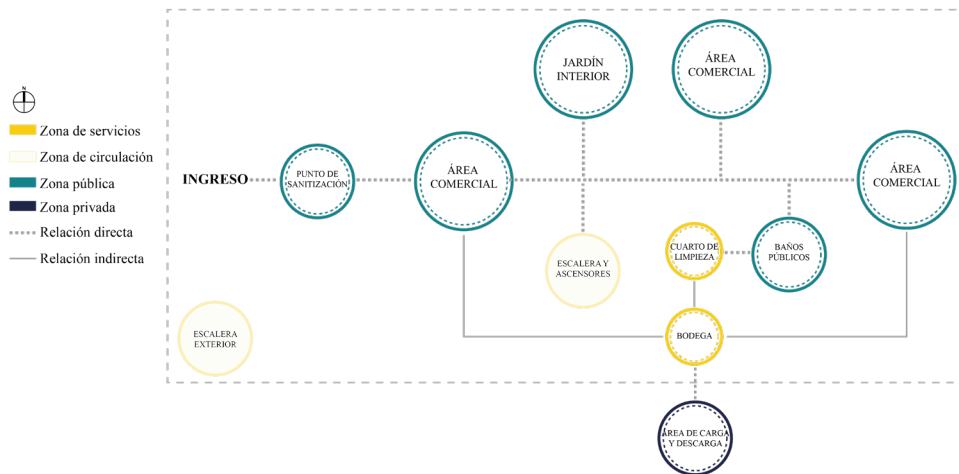 N
Zona de servicios
Zona de circulación
Zona pública
Zona privada
Relación directa
Relación indirecta
JARDÍN
INTERIOR
ÁREA
COMERCIAL
INGRESO
PUNTO DE
SANITIZACIÓN
ÁREA
COMERCIAL
ÁREA
COMERCIAL
ESCALERA Y
ASCENSORES
CUARTO DE
LIMPIEZA
BAÑOS
PÚBLICOS
ESCALERA
EXTERIOR
BODEGA
ÁREA DE CARGA
Y DESCARGA